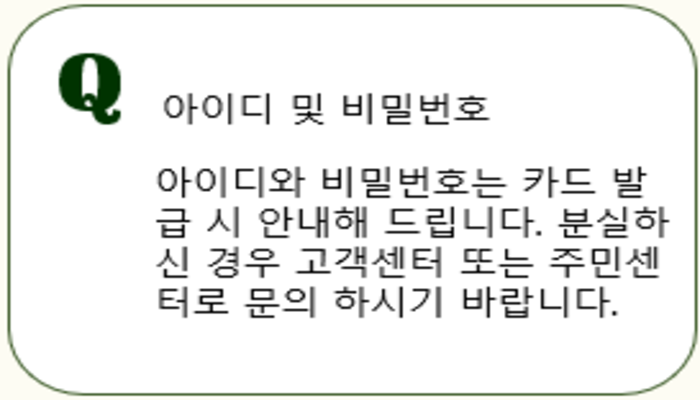 Q 아이디 및 비밀번호
아이디와 비밀번호는 카드 발
급 시 안내해 드립니다. 분실하
신 경우 고객센터 또는 주민센
터로 문의 하시기 바랍니다.